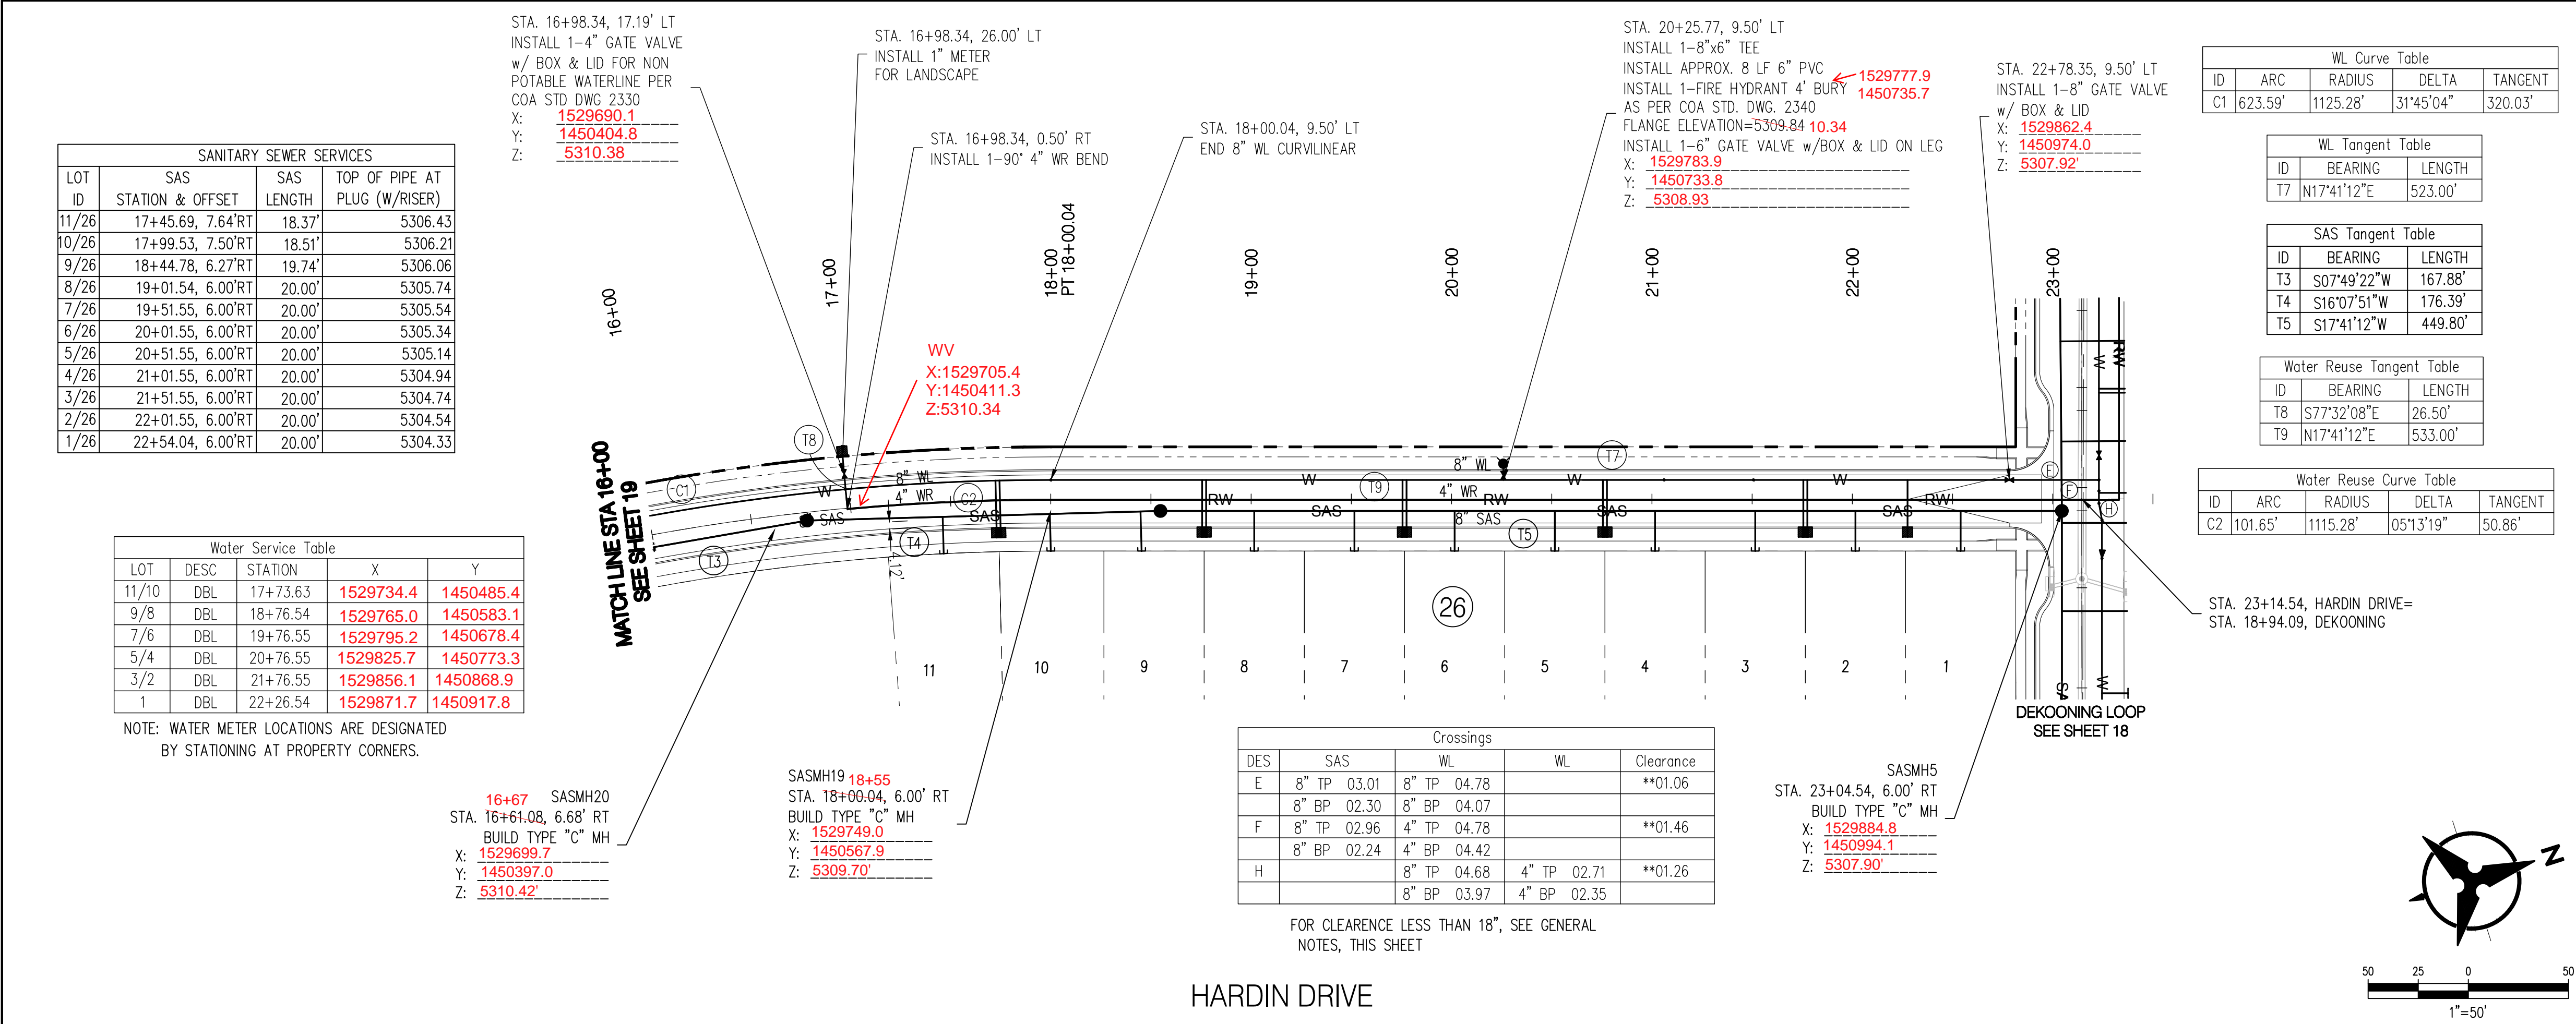 STA. 16+98.34, 17.19' LT
INSTALL 1-4" GATE VALVE
w/ BOX & LID FOR NON
POTABLE WATERLINE PER
COA STD DWG 2330
X: 1529690.1
Y: 1450404.8
Z: 5310.38
STA. 16+98.34, 26.00' LT
INSTALL 1" METER
FOR LANDSCAPE
STA. 16+98.34, 0.50' RT
INSTALL 1-90° 4" WR BEND
STA. 18+00.04, 9.50' LT
END 8" WL CURVILINEAR
STA. 20+25.77, 9.50' LT
INSTALL 1-8"x6" TEE
INSTALL APPROX. 8 LF 6" PVC
INSTALL 1-FIRE HYDRANT 4' BURY
AS PER COA STD. DWG. 2340
FLANGE ELEVATION=5309.84 10.34
INSTALL 1-6" GATE VALVE w/BOX & LID ON LEG
X: 1529783.9
Y: 1450733.8
Z: 5308.93
1529777.9
1450735.7
STA. 22+78.35, 9.50' LT
INSTALL 1-8" GATE VALVE
w/ BOX & LID
X: 1529862.4
Y: 1450974.0
Z: 5307.92'
WL Curve Table
ID ARC RADIUS DELTA TANGENT
C1 623.59' 1125.28' 31°45'04" 320.03'
WL Tangent Table
ID BEARING LENGTH
T7 N17°41'12"E 523.00'
SAS Tangent Table
ID BEARING LENGTH
T3 S07°49'22"W 167.88'
T4 S16°07'51"W 176.39'
T5 S17°41'12"W 449.80'
Water Reuse Tangent Table
ID BEARING LENGTH
T8 S77°32'08"E 26.50'
T9 N17°41'12"E 533.00'
Water Reuse Curve Table
ID ARC RADIUS DELTA TANGENT
C2 101.65' 1115.28' 05°13'19" 50.86'
SANITARY SEWER SERVICES
LOT SAS SAS TOP OF PIPE AT
ID STATION & OFFSET LENGTH PLUG (W/RISER)
11/26 17+45.69, 7.64'RT 18.37' 5306.43
10/26 17+99.53, 7.50'RT 18.51' 5306.21
9/26 18+44.78, 6.27'RT 19.74' 5306.06
8/26 19+01.54, 6.00'RT 20.00' 5305.74
7/26 19+51.55, 6.00'RT 20.00' 5305.54
6/26 20+01.55, 6.00'RT 20.00' 5305.34
5/26 20+51.55, 6.00'RT 20.00' 5305.14
4/26 21+01.55, 6.00'RT 20.00' 5304.94
3/26 21+51.55, 6.00'RT 20.00' 5304.74
2/26 22+01.55, 6.00'RT 20.00' 5304.54
1/26 22+54.04, 6.00'RT 20.00' 5304.33
16+00
17+00
18+00
PT 18+00.04
19+00
20+00
21+00
22+00
23+00
WV
X:1529705.4
Y:1450411.3
Z:5310.34
MATCH LINE STA 16+00
SEE SHEET 19
T8
C1
8" WL
W
4" WR
C2
SAS
SAS
T4
T3
4.12'
RW
SAS
8" WL
W
T9
4" WR
RW
8" SAS
T5
T7
W
SAS
W
RW
SAS
E
F
H
W
RW
W
SA
Water Service Table
LOT DESC STATION X Y
11/10 DBL 17+73.63 1529734.4 1450485.4
9/8 DBL 18+76.54 1529765.0 1450583.1
7/6 DBL 19+76.55 1529795.2 1450678.4
5/4 DBL 20+76.55 1529825.7 1450773.3
3/2 DBL 21+76.55 1529856.1 1450868.9
1 DBL 22+26.54 1529871.7 1450917.8
NOTE: WATER METER LOCATIONS ARE DESIGNATED
BY STATIONING AT PROPERTY CORNERS.
26
11 10 9 8 7 6 5 4 3 2 1
DEKOONING LOOP
SEE SHEET 18
STA. 23+14.54, HARDIN DRIVE=
STA. 18+94.09, DEKOONING
16+67 SASMH20
STA. 16+61.08, 6.68' RT
BUILD TYPE "C" MH
X: 1529699.7
Y: 1450397.0
Z: 5310.42'
SASMH19 18+55
STA. 18+00.04, 6.00' RT
BUILD TYPE "C" MH
X: 1529749.0
Y: 1450567.9
Z: 5309.70'
Crossings
DES SAS WL WL Clearance
E 8" TP 03.01 8" TP 04.78 **01.06
8" BP 02.30 8" BP 04.07
F 8" TP 02.96 4" TP 04.78 **01.46
8" BP 02.24 4" BP 04.42
H 8" TP 04.68 4" TP 02.71 **01.26
8" BP 03.97 4" BP 02.35
FOR CLEARENCE LESS THAN 18", SEE GENERAL
NOTES, THIS SHEET
SASMH5
STA. 23+04.54, 6.00' RT
BUILD TYPE "C" MH
X: 1529884.8
Y: 1450994.1
Z: 5307.90'
HARDIN DRIVE
Z
50 25 0 50
1"=50'